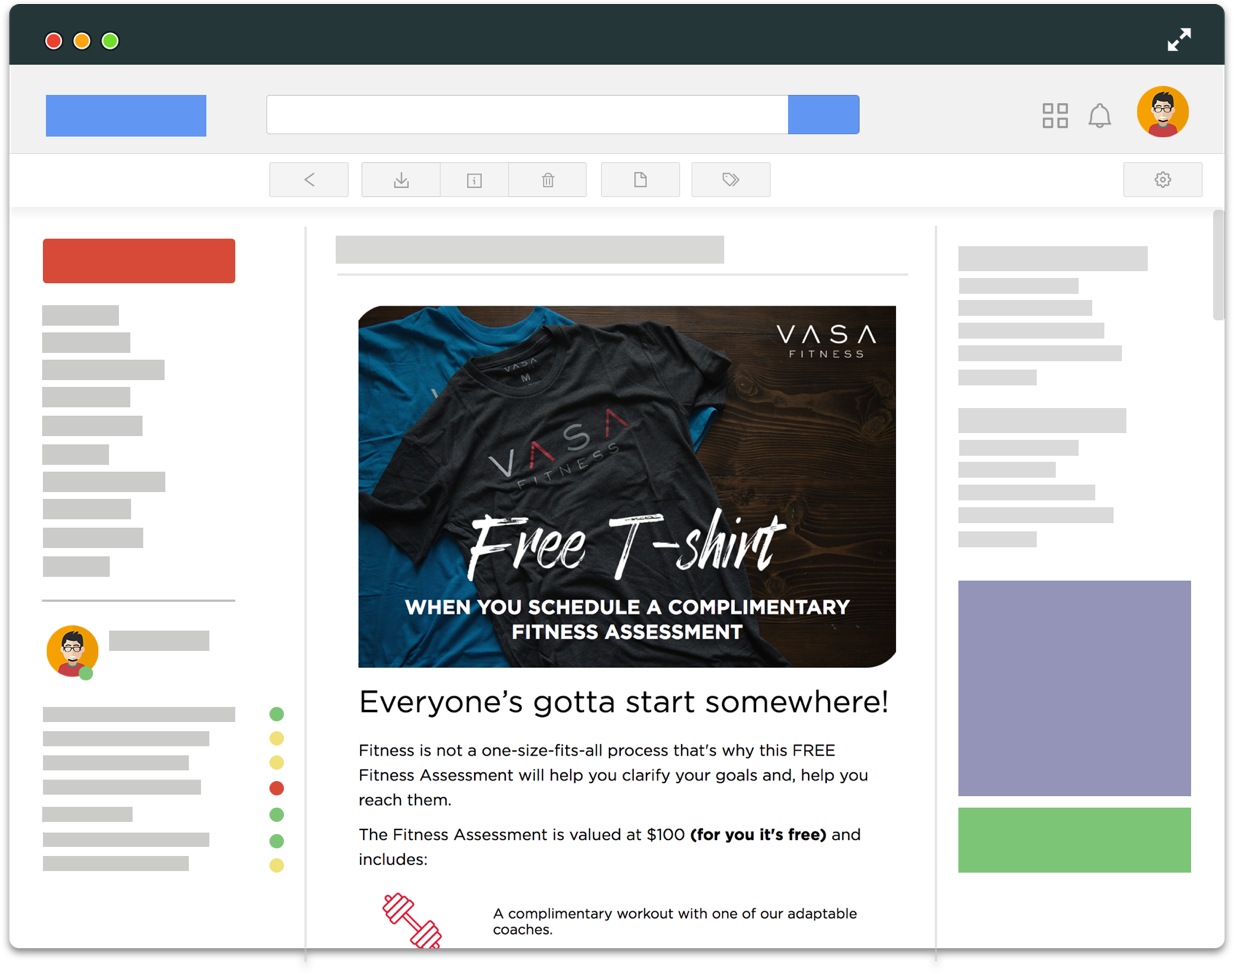 VASA
FITNESS
VASA
M
VASA
FITNESS
Free T-shirt
WHEN YOU SCHEDULE A COMPLIMENTARY
FITNESS ASSESSMENT
Everyone’s gotta start somewhere!
Fitness is not a one-size-fits-all process that's why this FREE
Fitness Assessment will help you clarify your goals and, help you
reach them.
The Fitness Assessment is valued at $100 (for you it's free) and
includes:
A complimentary workout with one of our adaptable
coaches.